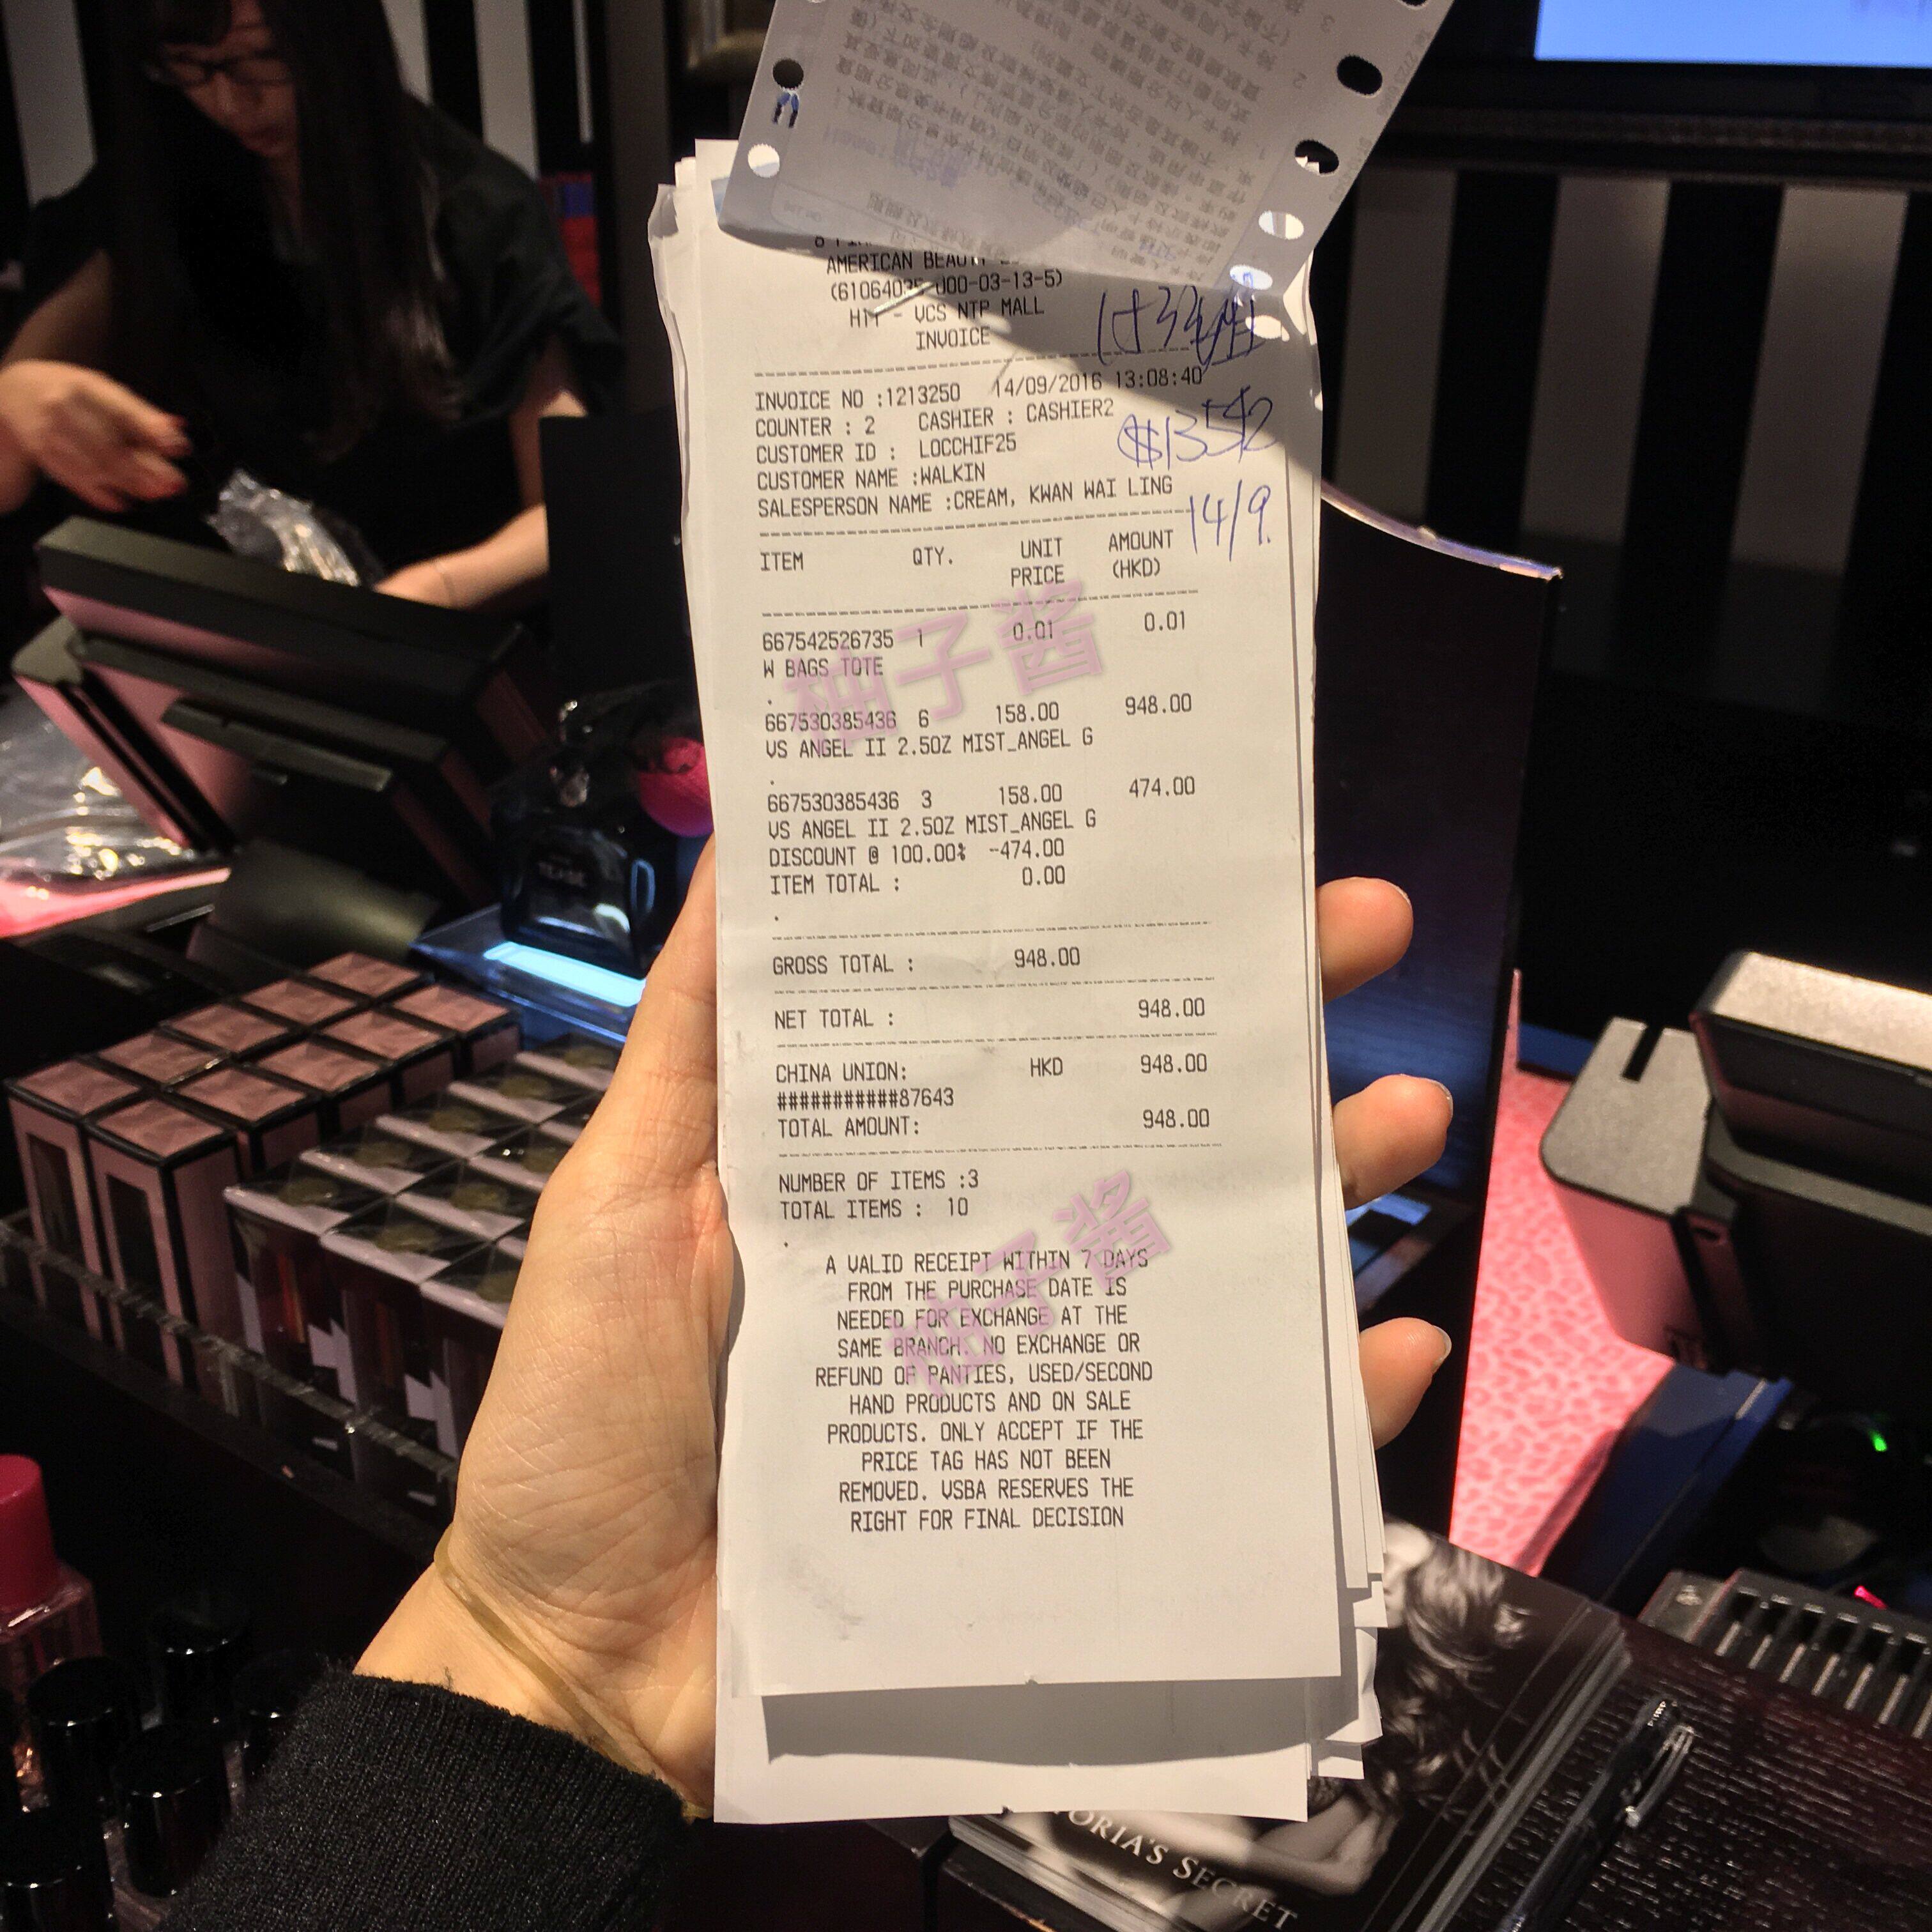 AMERICAN BEAUTY
H11 - VCS NTP MALL
INVOICE
INVOICE NO :1213250 14/09/2016 13:08:40
COUNTER : 2 CASHIER : CASHIER2
$1352
CUSTOMER ID : LOCCHIF25
CUSTOMER NAME :WALKIN
SALESPERSON NAME :CREAM, KWAN WAI LING
14/9.
ITEM QTY. UNIT PRICE AMOUNT (HKD)
667542526735 1 0.01 0.01
W BAGS TOTE
.
667530385436 6 158.00 948.00
VS ANGEL II 2.5OZ MIST_ANGEL G
.
667530385436 3 158.00 474.00
VS ANGEL II 2.5OZ MIST_ANGEL G
DISCOUNT @ 100.00% -474.00
ITEM TOTAL : 0.00
.
GROSS TOTAL : 948.00
NET TOTAL : 948.00
CHINA UNION: HKD 948.00
###########87643
TOTAL AMOUNT: 948.00
NUMBER OF ITEMS :3
TOTAL ITEMS : 10
.
A VALID RECEIPT WITHIN 7 DAYS
FROM THE PURCHASE DATE IS
NEEDED FOR EXCHANGE AT THE
SAME BRANCH. NO EXCHANGE OR
REFUND OF PANTIES, USED/SECOND
HAND PRODUCTS AND ON SALE
PRODUCTS. ONLY ACCEPT IF THE
PRICE TAG HAS NOT BEEN
REMOVED. VSBA RESERVES THE
RIGHT FOR FINAL DECISION
柚子酱
柚子酱
TEASE
ORIA'S SECRET